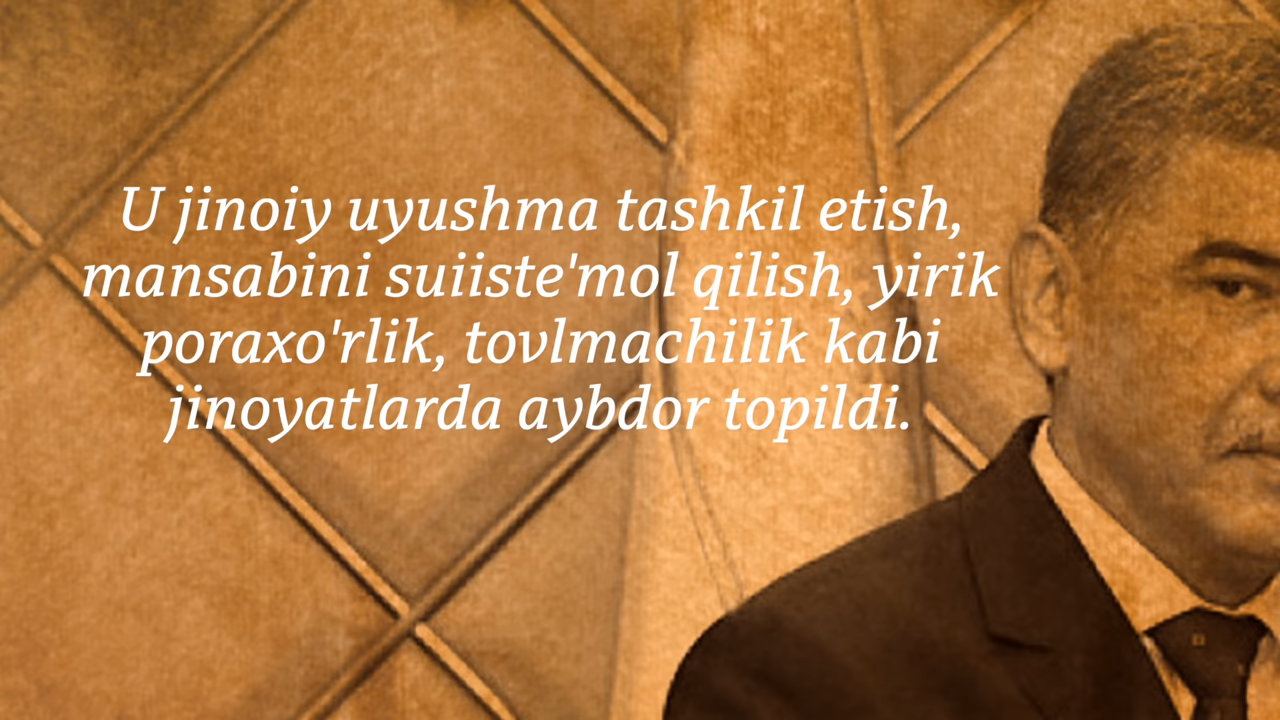 U jinoiy uyushma tashkil etish,
mansabini suiiste'mol qilish, yirik
poraxo'rlik, tovlmachilik kabi
jinoyatlarda aybdor topildi.